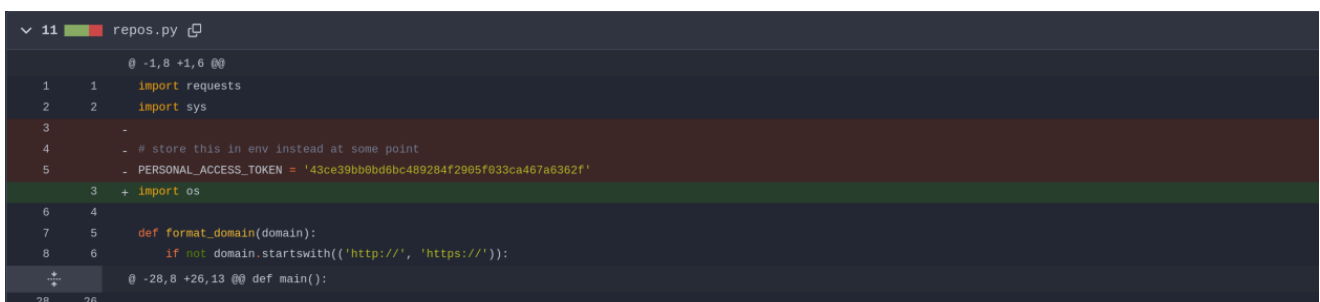 11 repos.py
@ -1,8 +1,6 @@
1 1 import requests
2 2 import sys
3 -
4 - # store this in env instead at some point
5 - PERSONAL_ACCESS_TOKEN = '43ce39bb0bd6bc489284f2905f033ca467a6362f'
3 + import os
6 4
7 5 def format_domain(domain):
8 6 if not domain.startswith(('http://', 'https://')):
@ -28,8 +26,13 @@ def main():
28 26